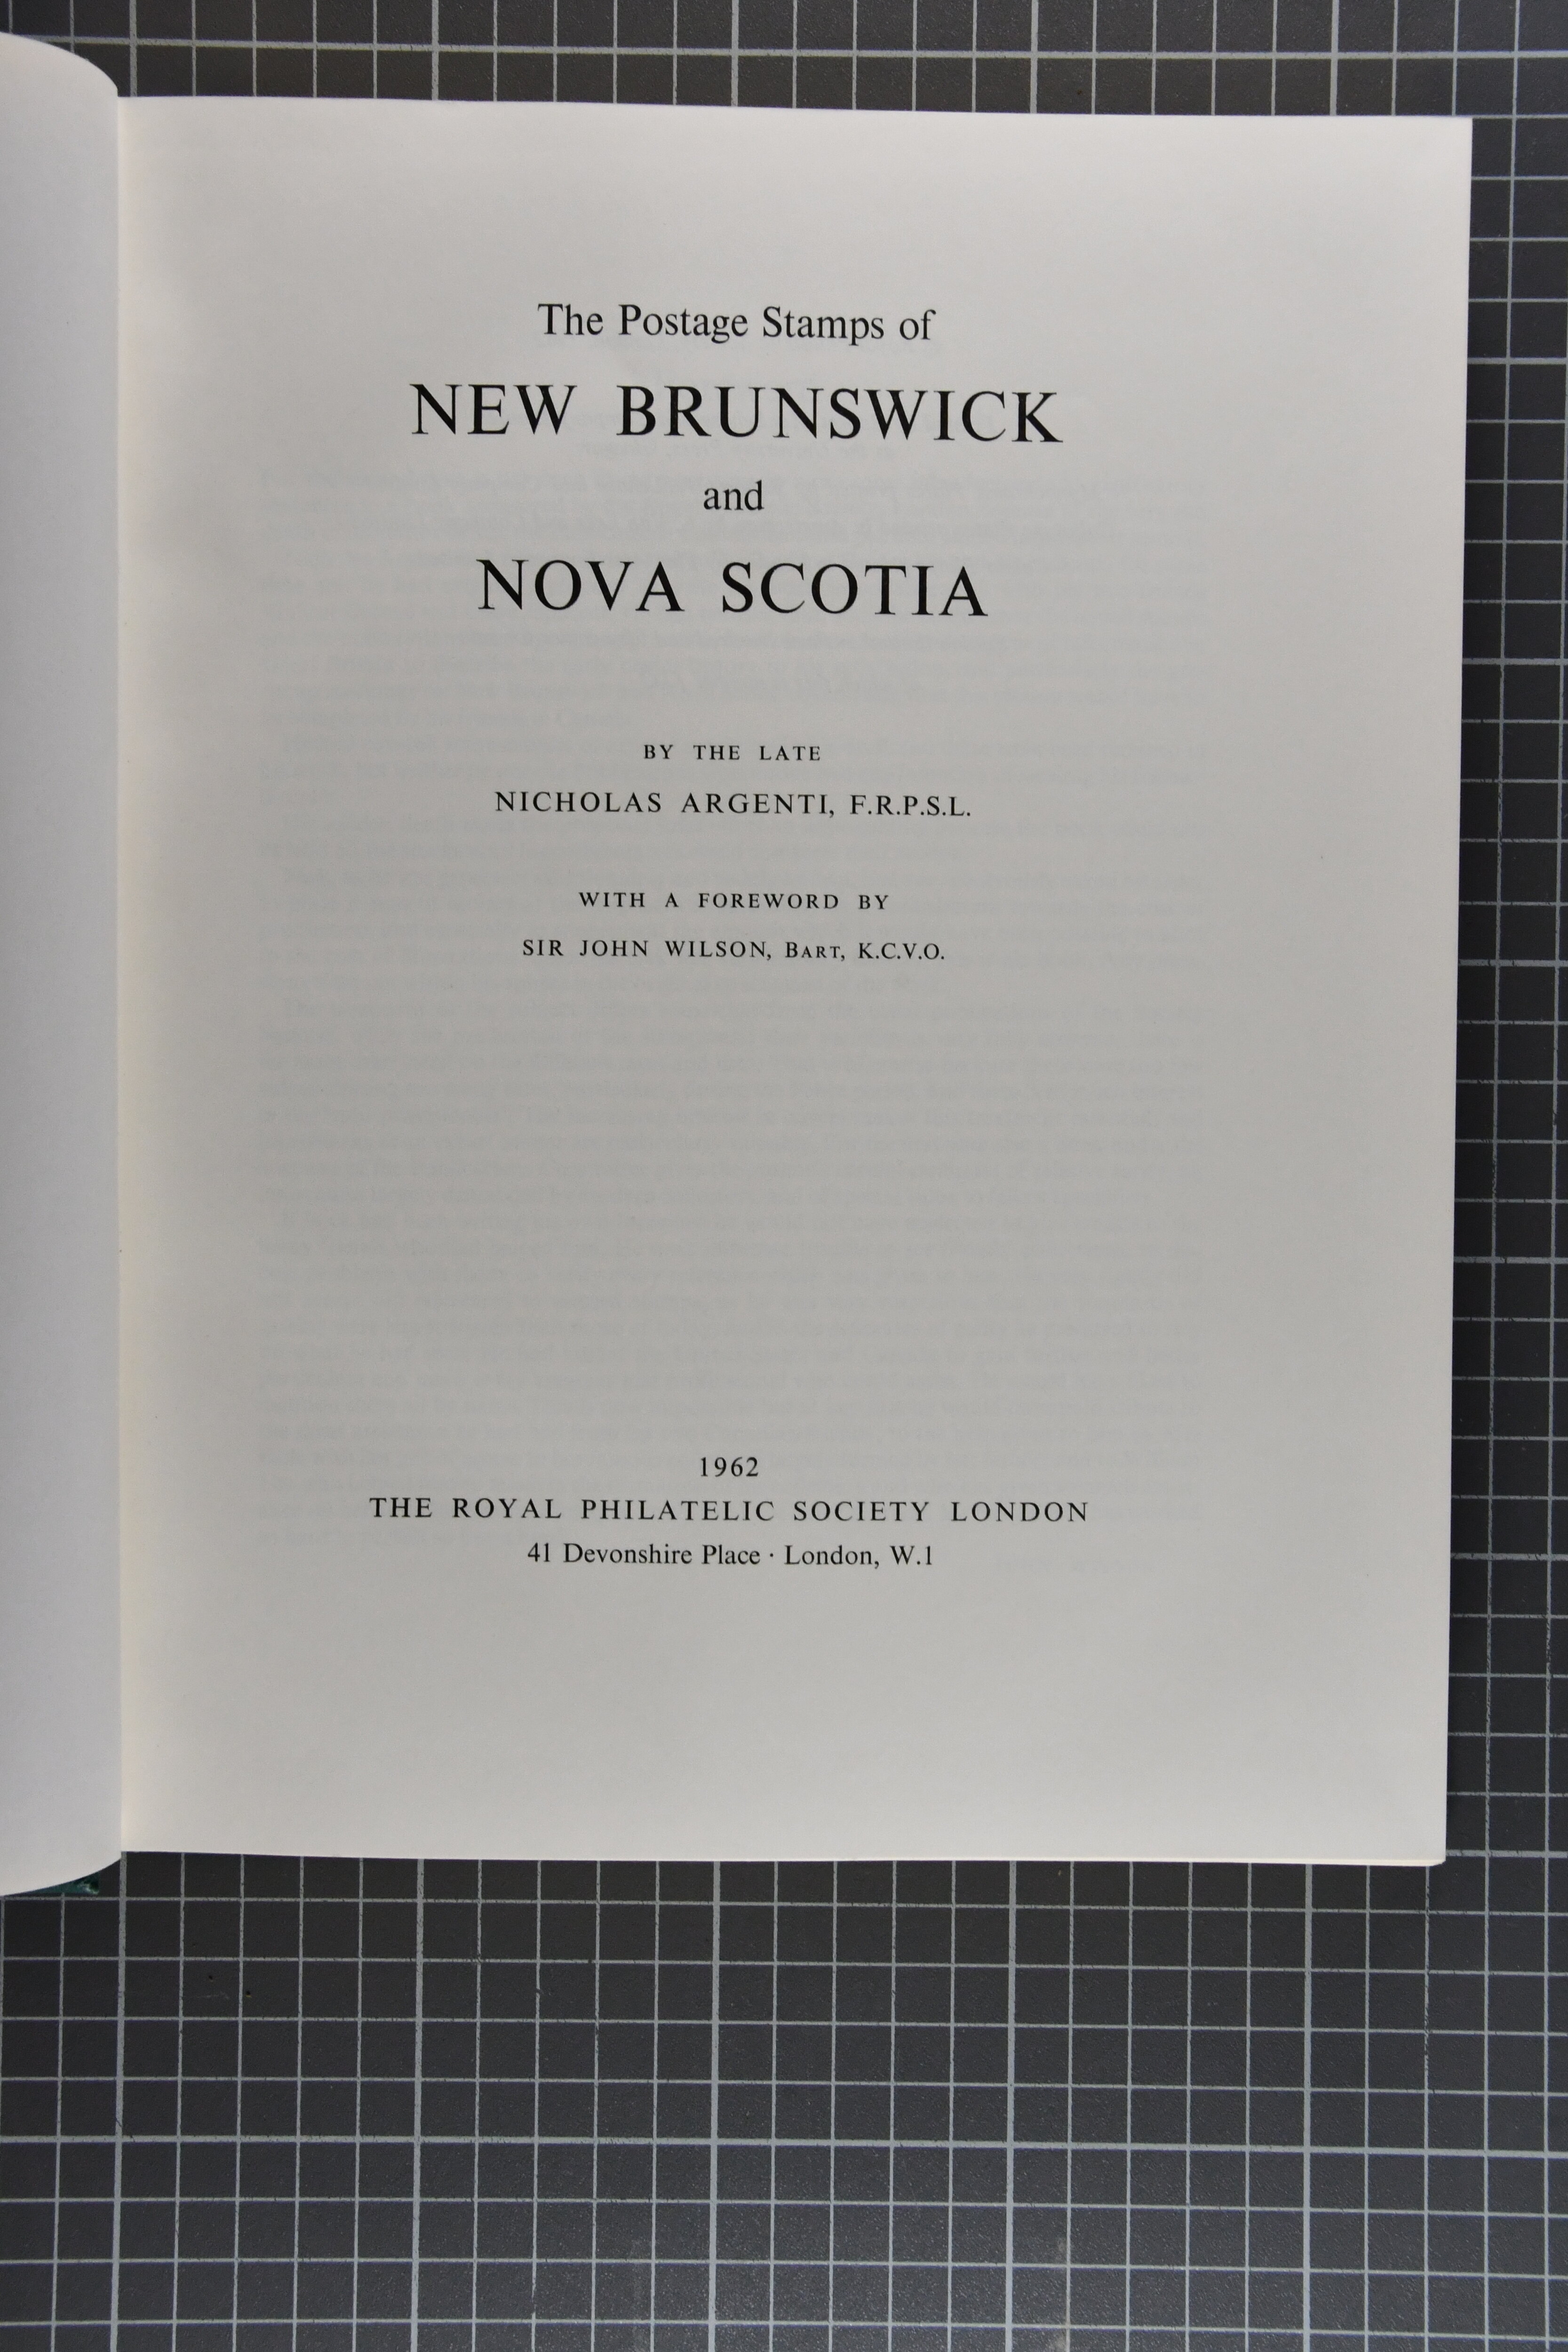 The Postage Stamps of
NEW BRUNSWICK
and
NOVA SCOTIA
BY THE LATE
NICHOLAS ARGENTI, F.R.P.S.L.
WITH A FOREWORD BY
SIR JOHN WILSON, BART, K.C.V.O.
1962
THE ROYAL PHILATELIC SOCIETY LONDON
41 Devonshire Place · London, W.1